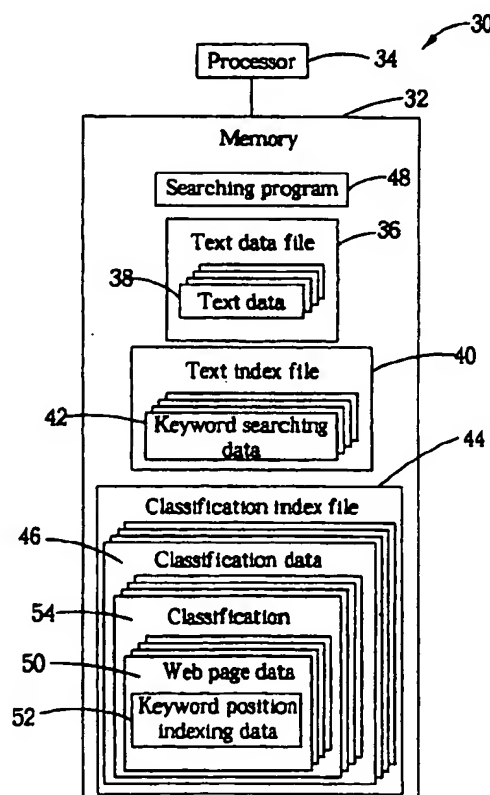 30
Processor
34
32
Memory
Searching program
48
36
Text data file
38
Text data
40
Text index file
42
Keyword searching
data
44
Classification index file
46
Classification data
54
Classification
50
Web page data
52
Keyword position
indexing data